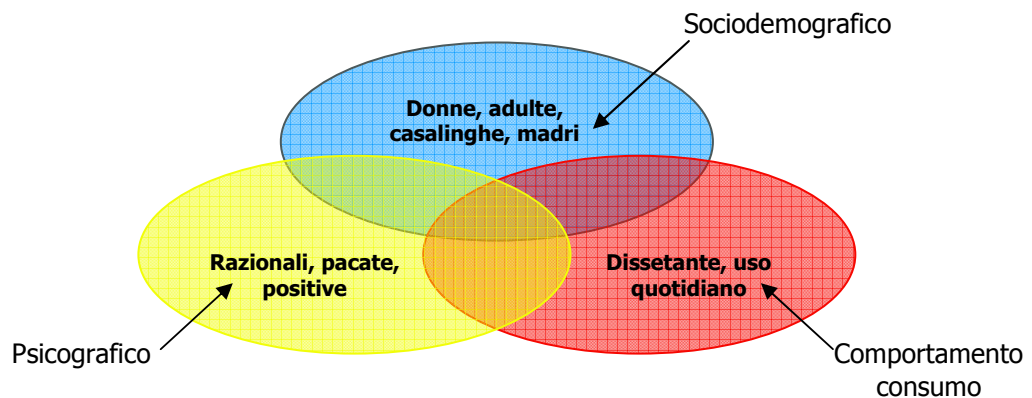 Sociodemografico
Donne, adulte,
casalinghe, madri
Razionali, pacate,
positive
Dissetante, uso
quotidiano
Psicografico
Comportamento
consumo